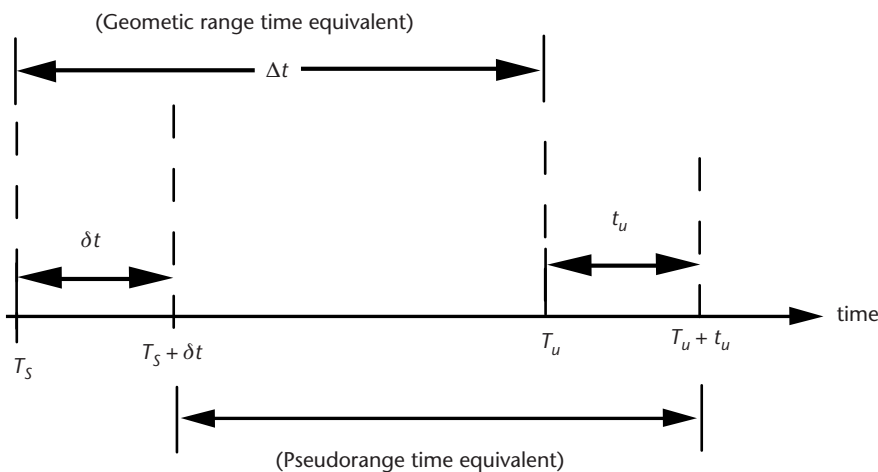 (Geometic range time equivalent)
Δt
δt
t_u
time
T_S
T_S + δt
T_u
T_u + t_u
(Pseudorange time equivalent)